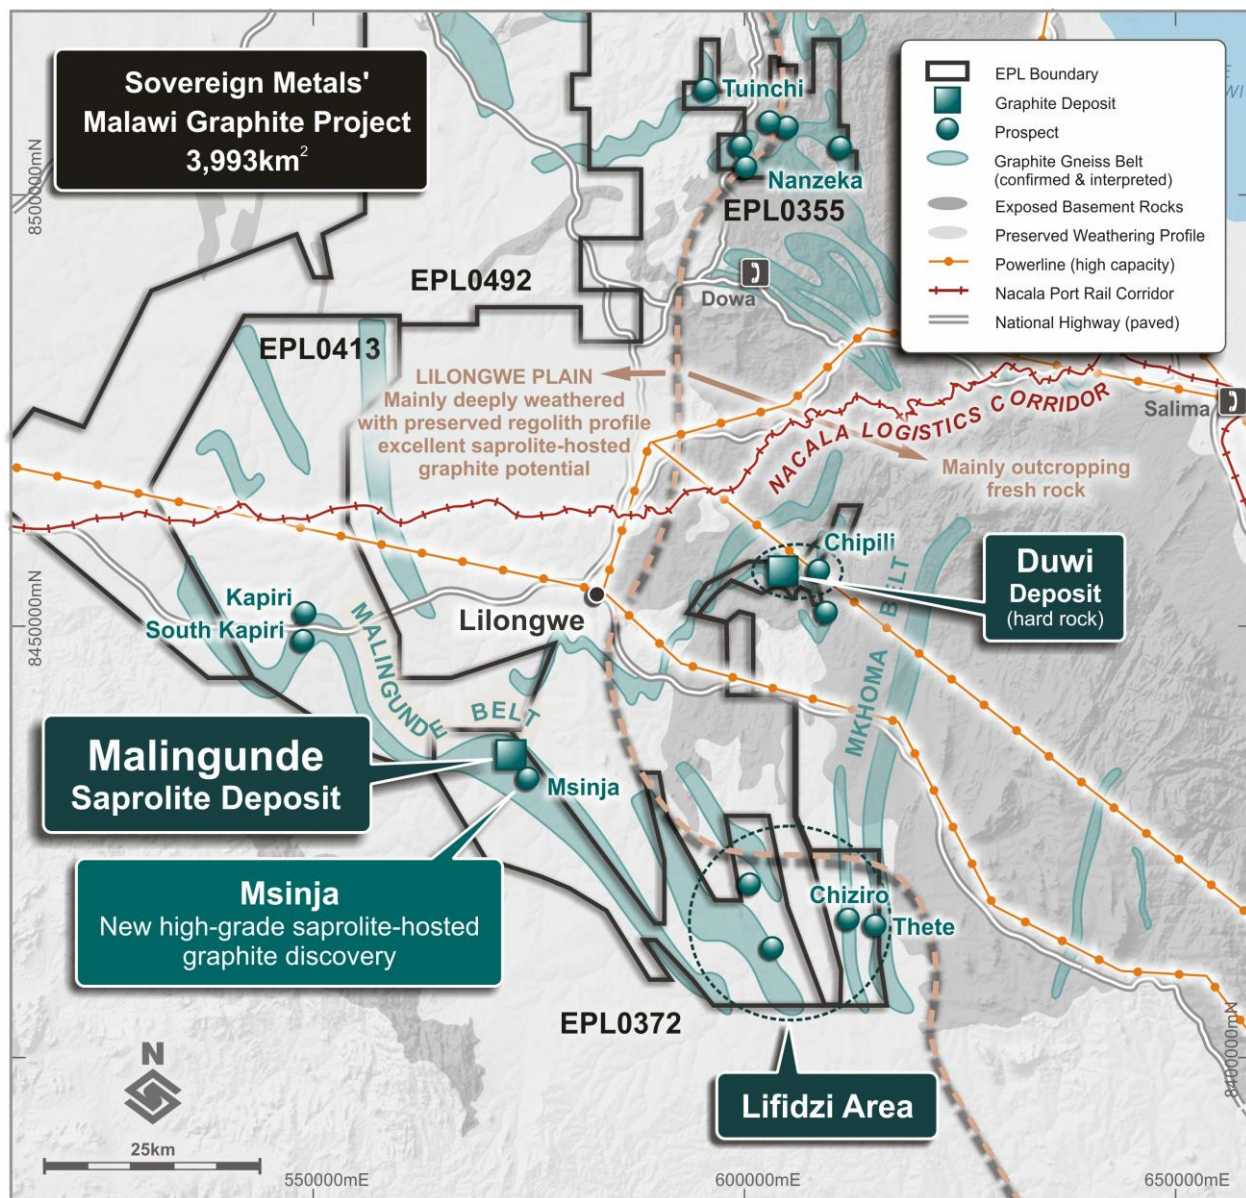 Sovereign Metals'
Malawi Graphite Project
3,993km²
EPL Boundary
Graphite Deposit
Prospect
Graphite Gneiss Belt
(confirmed & interpreted)
Exposed Basement Rocks
Preserved Weathering Profile
Powerline (high capacity)
Nacala Port Rail Corridor
National Highway (paved)
8500000mN
Tuinchi
Nanzeka
EPL0355
EPL0492
Dowa
EPL0413
LILONGWE PLAIN
Mainly deeply weathered
with preserved regolith profile
excellent saprolite-hosted
graphite potential
NACALA LOGISTICS CORRIDOR
Salima
Mainly outcropping
fresh rock
Chipili
Duwi
Deposit
(hard rock)
Kapiri
South Kapiri
8450000mN
Lilongwe
MALINGUNDE BELT
MKHOMA BELT
Malingunde
Saprolite Deposit
Msinja
Msinja
New high-grade saprolite-hosted
graphite discovery
Chiziro
Thete
EPL0372
Lifidzi Area
8400000mN
N
25km
550000mE
600000mE
650000mE